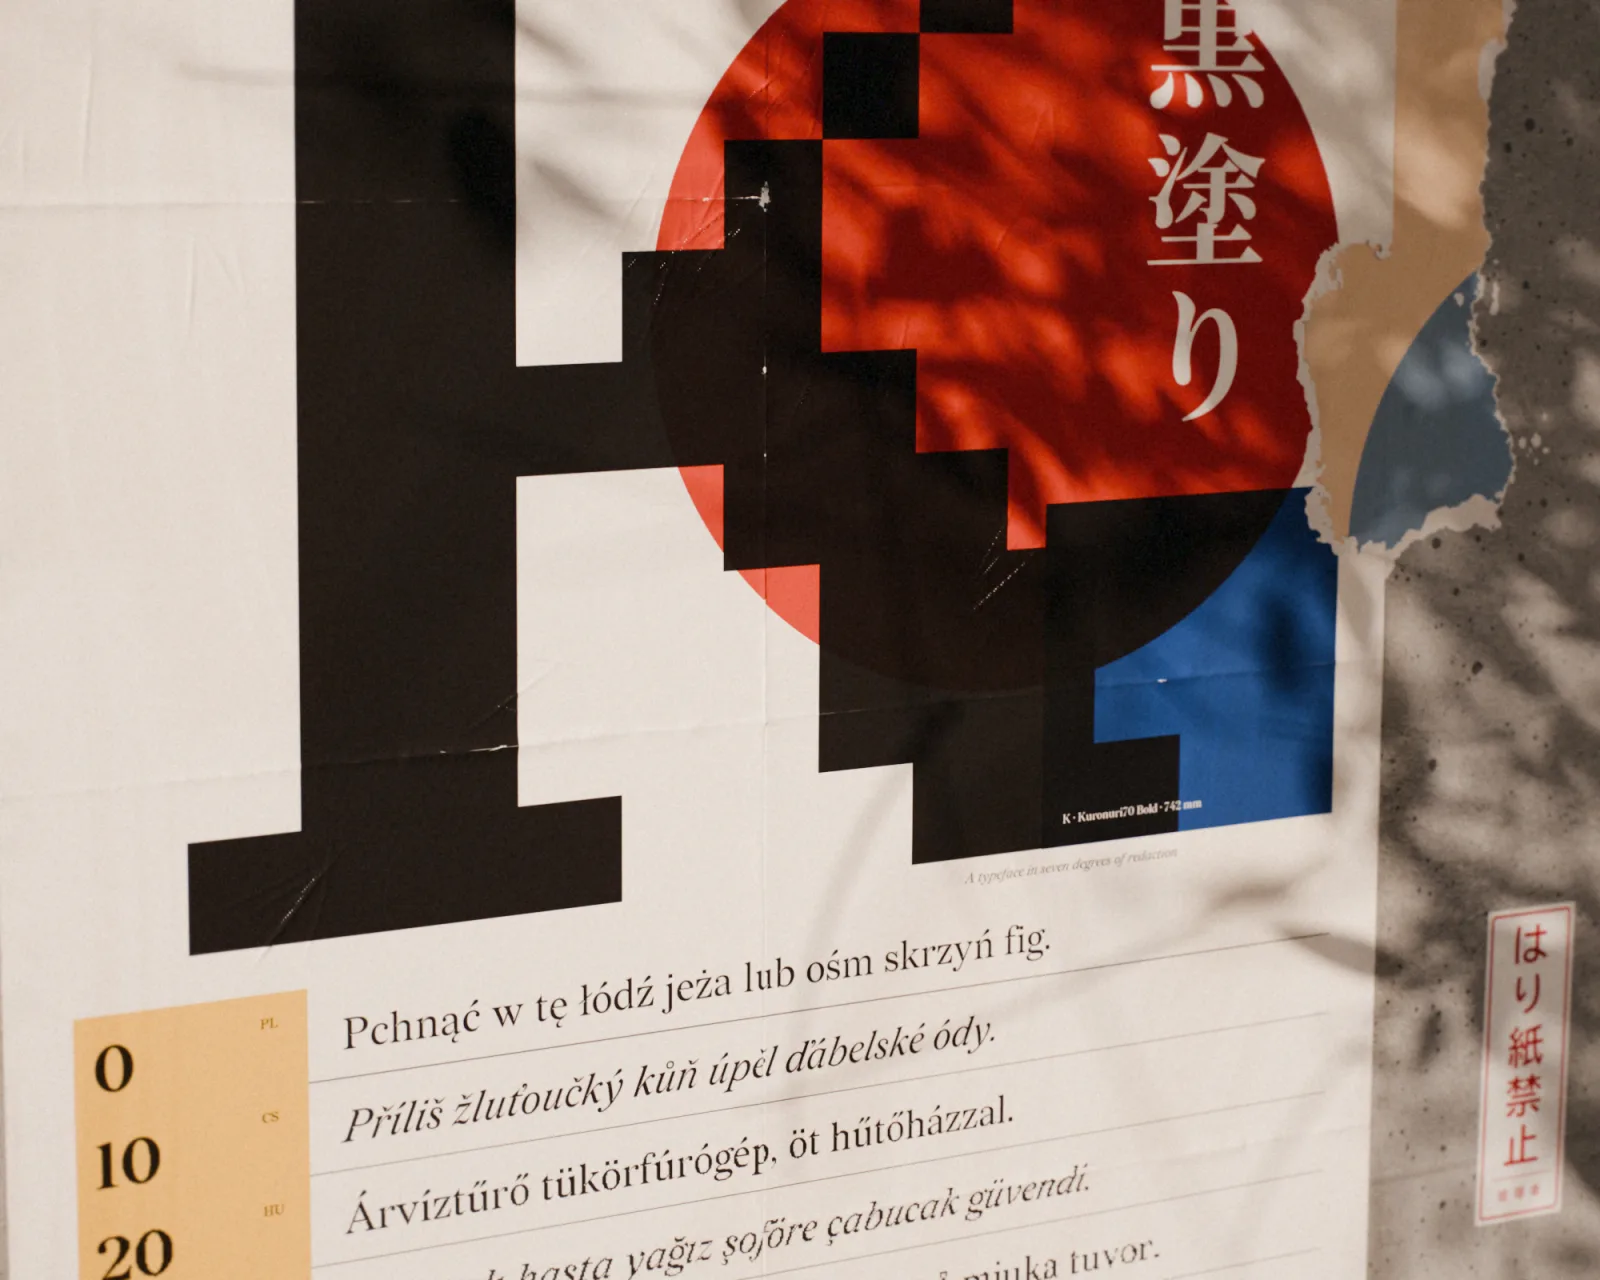 K
黒塗り
K · Kuronuri70 Bold · 742 mm
A typeface in seven degrees of redaction
PL
0
Pchnąć w tę łódź jeża lub ośm skrzyń fig.
CS
10
Příliš žluťoučký kůň úpěl ďábelské ódy.
HU
20
Árvíztűrő tükörfúrógép, öt hűtőházzal.
hasta yağız şoföre çabucak güvendi.
mjuka tuvor.
はり紙禁止